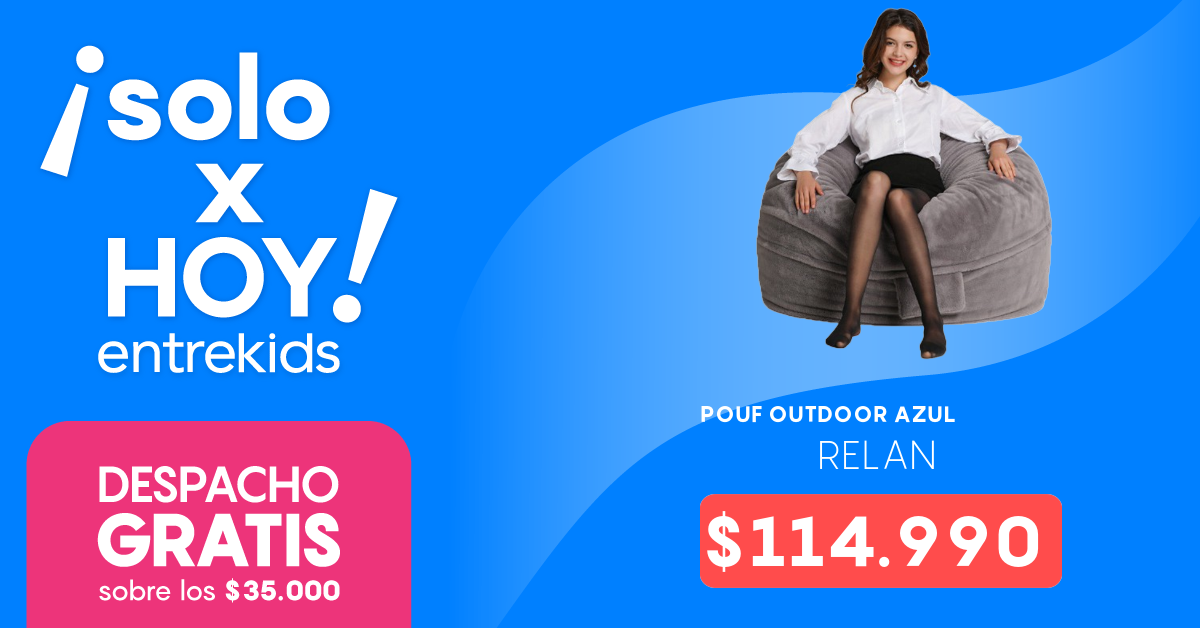 ¡solo
x
HOY!
entrekids
DESPACHO
GRATIS
sobre los $35.000
POUF OUTDOOR AZUL
RELAN
$114.990